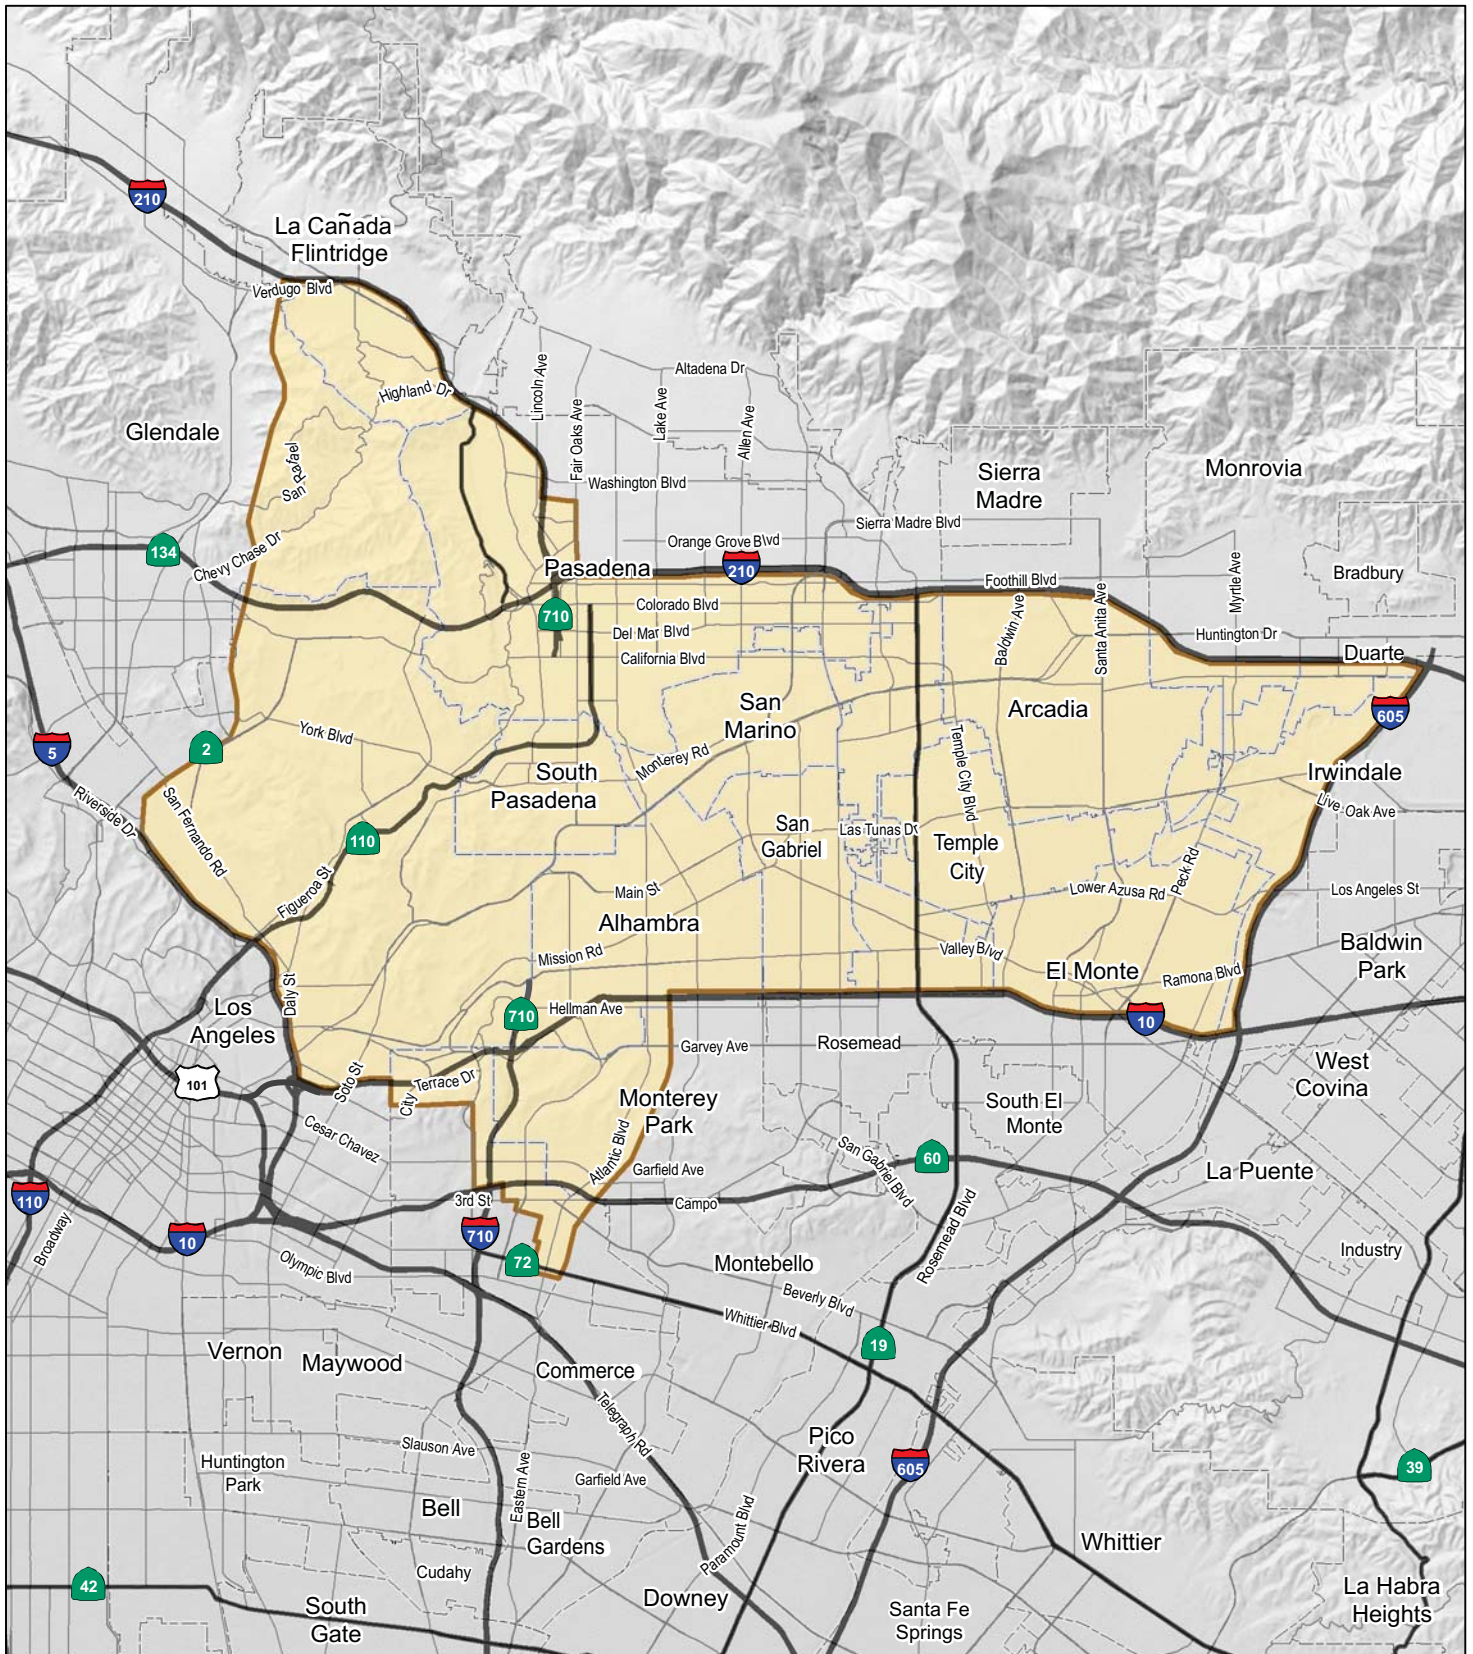 210
La Cañada
Flintridge
Verdugo Blvd
Altadena Dr
Lincoln Ave
Highland Dr
Fair Oaks Ave
Lake Ave
Allen Ave
Glendale
San Rafael
Sierra
Madre
Monrovia
Washington Blvd
Sierra Madre Blvd
134
Chevy Chase Dr
Orange Grove Blvd
Pasadena
210
Foothill Blvd
Myrtle Ave
Bradbury
710
Colorado Blvd
Baldwin Ave
Santa Anita Ave
Del Mar Blvd
Huntington Dr
California Blvd
Duarte
San
Marino
Arcadia
605
5
2
York Blvd
Monterey Rd
Temple City Blvd
South
Pasadena
Irwindale
Riverside Dr
San Fernando Rd
Live Oak Ave
110
San
Gabriel
Las Tunas Dr
Temple
City
Figueroa St
Main St
Lower Azusa Rd
Peck Rd
Los Angeles St
Alhambra
Mission Rd
Valley Blvd
Baldwin
Park
El Monte
Ramona Blvd
Daly St
Los
Angeles
710
Hellman Ave
10
Garvey Ave
Rosemead
101
Soto St
City Terrace Dr
West
Covina
Monterey
Park
South El
Monte
Cesar Chavez
Atlantic Blvd
San Gabriel Blvd
60
Garfield Ave
La Puente
110
3rd St
Campo
Rosemead Blvd
Broadway
10
710
72
Olympic Blvd
Montebello
Industry
Beverly Blvd
Whittier Blvd
19
Vernon
Maywood
Commerce
Telegraph Rd
Slauson Ave
Pico
Rivera
605
39
Huntington
Park
Garfield Ave
Eastern Ave
Bell
Bell
Gardens
Paramount Blvd
Whittier
Cudahy
42
Downey
La Habra
Heights
South
Gate
Santa Fe
Springs